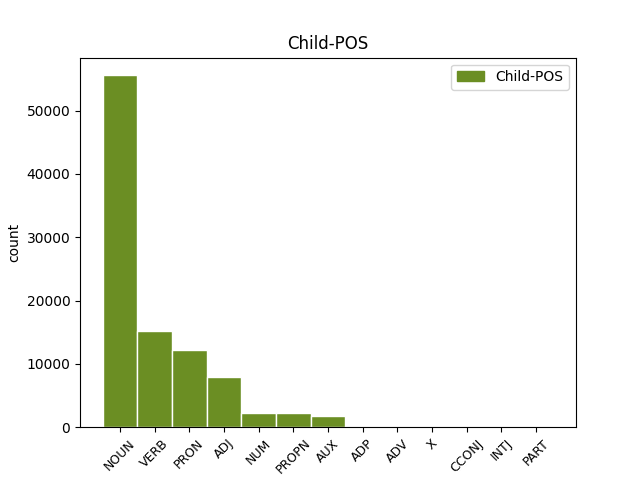 Child-POS
Child-POS
count
50000
40000
30000
20000
10000
0
NOUN VERB PRON ADJ NUM PROPN AUX ADP ADV X CCONJ INTJ PART